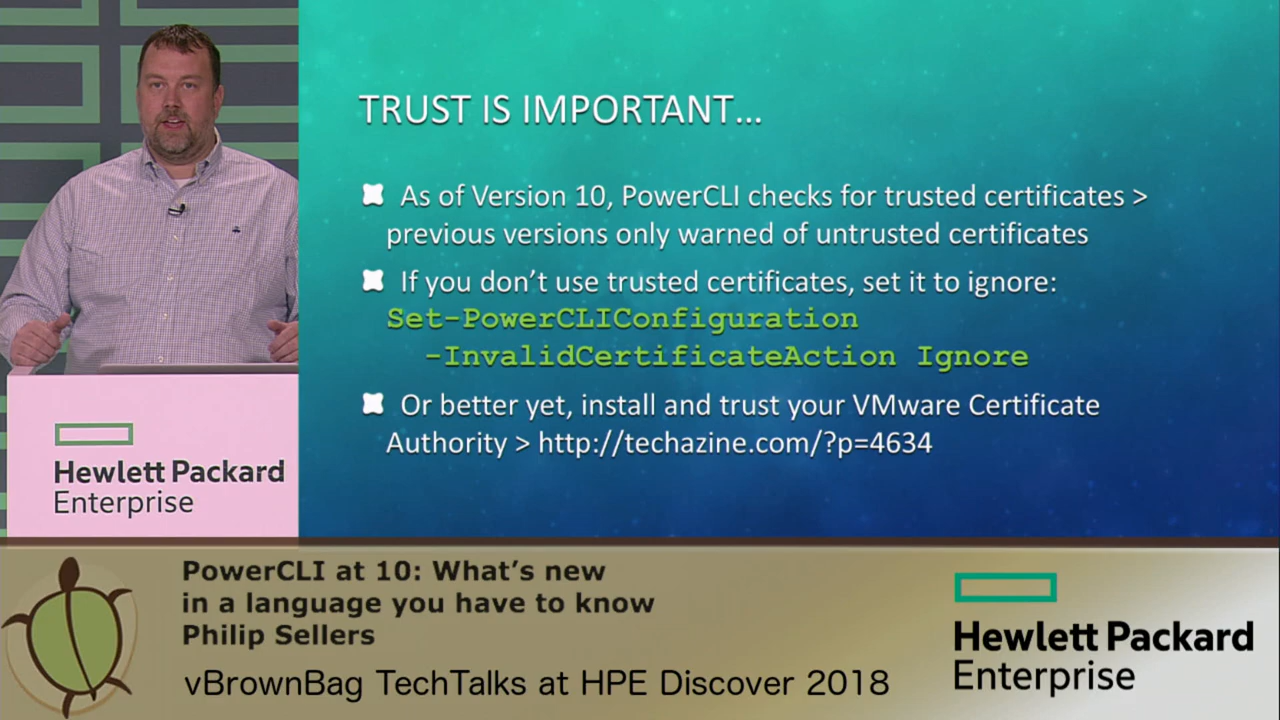 TRUST IS IMPORTANT...
As of Version 10, PowerCLI checks for trusted certificates >
previous versions only warned of untrusted certificates
If you don't use trusted certificates, set it to ignore:
Set-PowerCLIConfiguration
-InvalidCertificateAction Ignore
Or better yet, install and trust your VMware Certificate
Authority > http://techazine.com/?p=4634
Hewlett Packard
Enterprise
PowerCLI at 10: What's new
in a language you have to know
Philip Sellers
vBrownBag TechTalks at HPE Discover 2018
Hewlett Packard
Enterprise